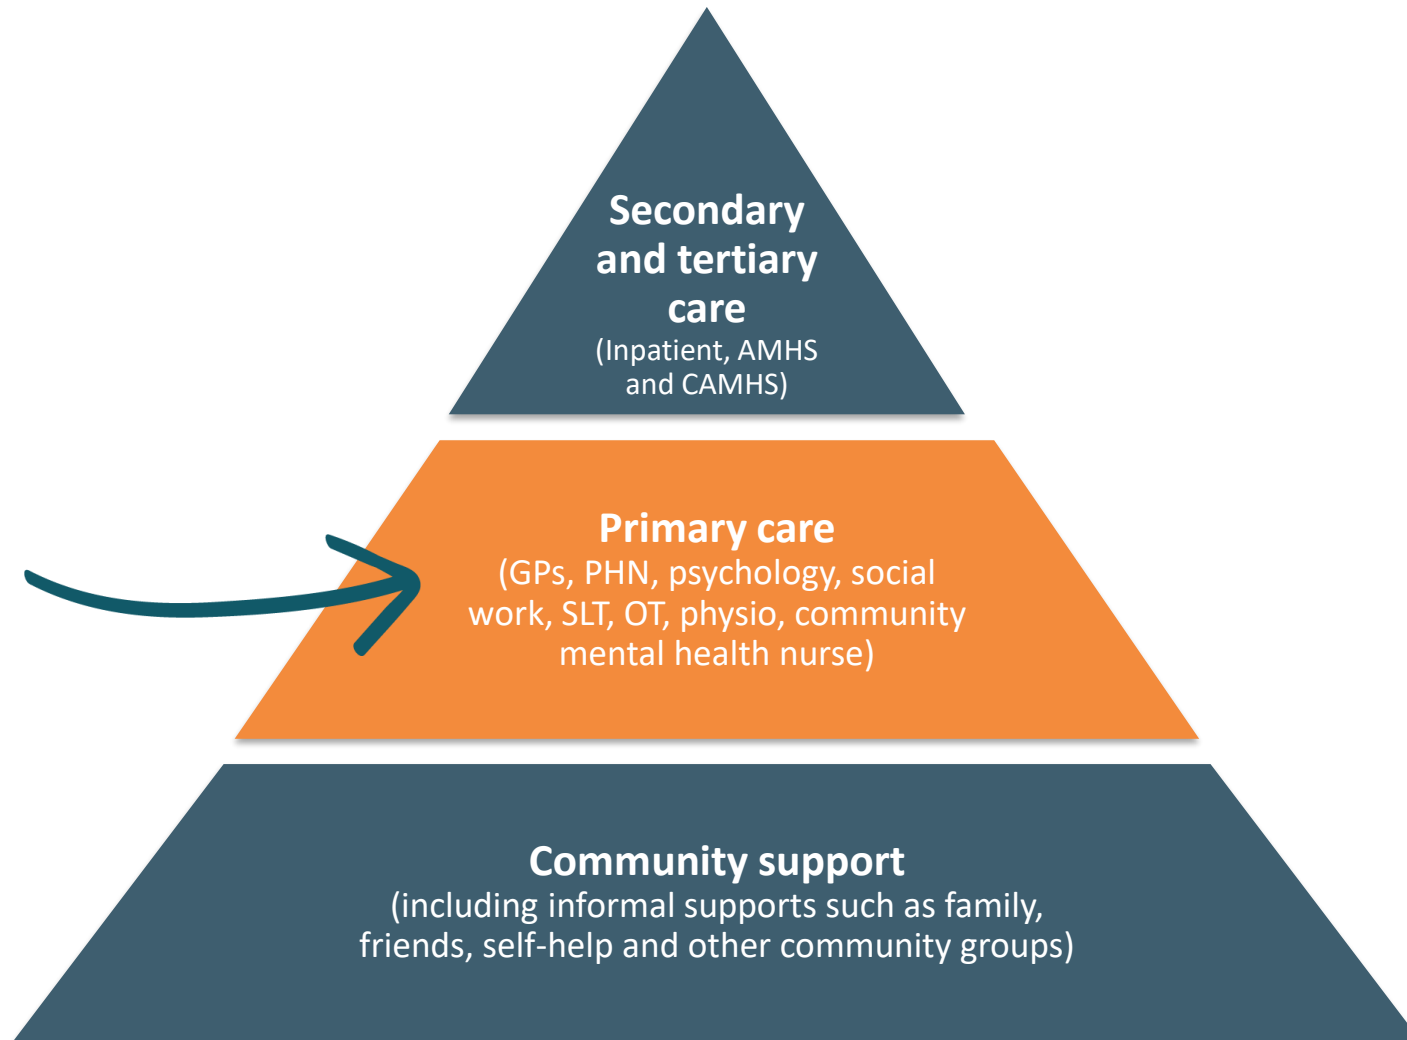 Secondary
and tertiary
care
(Inpatient, AMHS
and CAMHS)
Primary care
(GPs, PHN, psychology, social
work, SLT, OT, physio, community
mental health nurse)
Community support
(including informal supports such as family,
friends, self-help and other community groups)